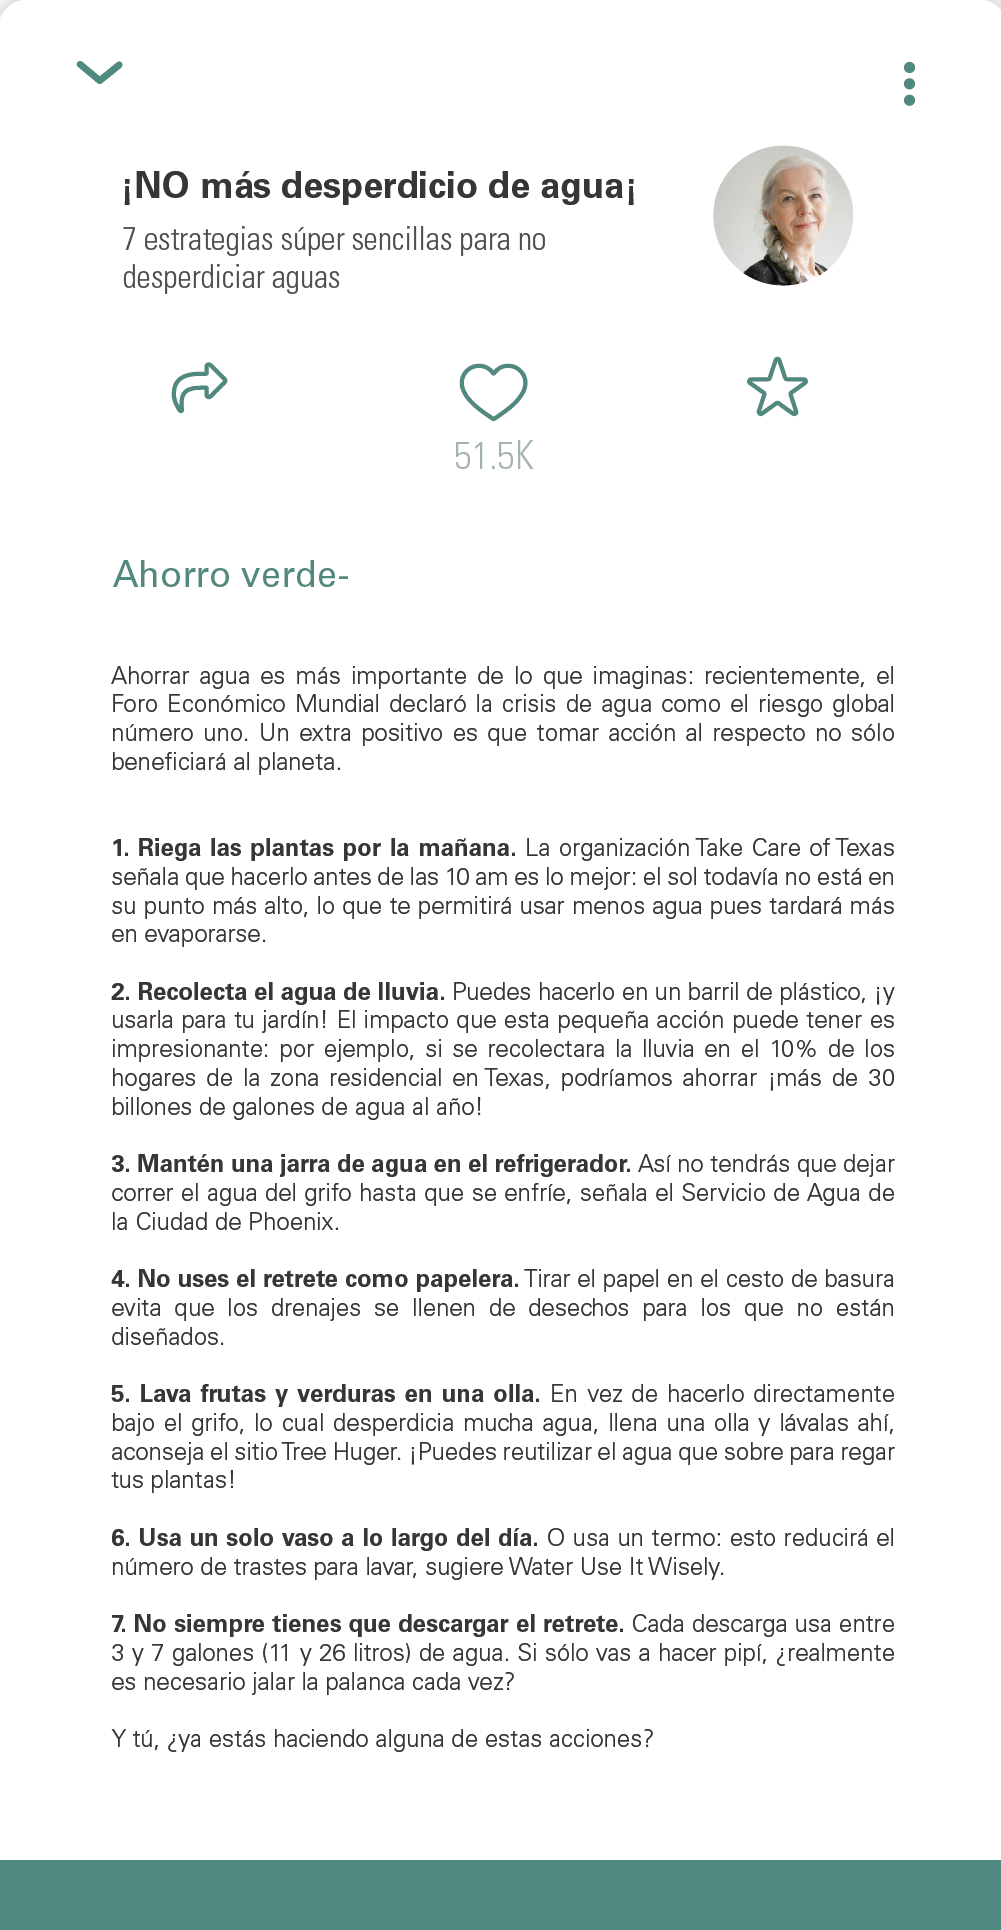 ¡NO más desperdicio de agua¡
7 estrategias súper sencillas para no
desperdiciar aguas
51.5K
Ahorro verde-
Ahorrar agua es más importante de lo que imaginas: recientemente, el
Foro Económico Mundial declaró la crisis de agua como el riesgo global
número uno. Un extra positivo es que tomar acción al respecto no sólo
beneficiará al planeta.
1. Riega las plantas por la mañana. La organización Take Care of Texas
señala que hacerlo antes de las 10 am es lo mejor: el sol todavía no está en
su punto más alto, lo que te permitirá usar menos agua pues tardará más
en evaporarse.
2. Recolecta el agua de lluvia. Puedes hacerlo en un barril de plástico, ¡y
usarla para tu jardín! El impacto que esta pequeña acción puede tener es
impresionante: por ejemplo, si se recolectara la lluvia en el 10% de los
hogares de la zona residencial en Texas, podríamos ahorrar ¡más de 30
billones de galones de agua al año!
3. Mantén una jarra de agua en el refrigerador. Así no tendrás que dejar
correr el agua del grifo hasta que se enfríe, señala el Servicio de Agua de
la Ciudad de Phoenix.
4. No uses el retrete como papelera. Tirar el papel en el cesto de basura
evita que los drenajes se llenen de desechos para los que no están
diseñados.
5. Lava frutas y verduras en una olla. En vez de hacerlo directamente
bajo el grifo, lo cual desperdicia mucha agua, llena una olla y lávalas ahí,
aconseja el sitio Tree Huger. ¡Puedes reutilizar el agua que sobre para regar
tus plantas!
6. Usa un solo vaso a lo largo del día. O usa un termo: esto reducirá el
número de trastes para lavar, sugiere Water Use It Wisely.
7. No siempre tienes que descargar el retrete. Cada descarga usa entre
3 y 7 galones (11 y 26 litros) de agua. Si sólo vas a hacer pipí, ¿realmente
es necesario jalar la palanca cada vez?
Y tú, ¿ya estás haciendo alguna de estas acciones?